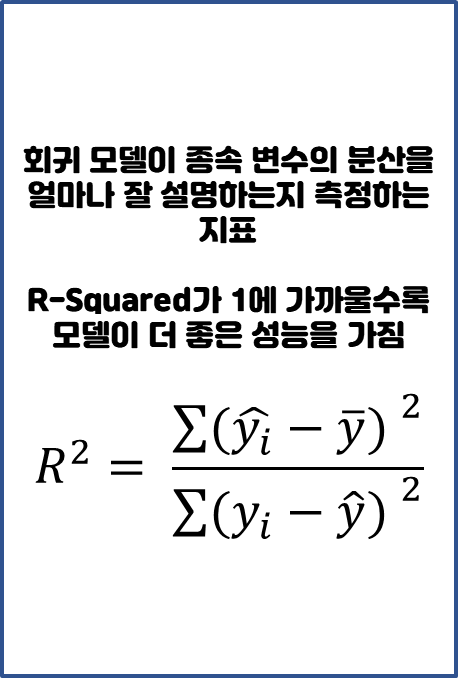 회귀 모델이 종속 변수의 분산을
얼마나 잘 설명하는지 측정하는
지표
R-Squared가 1에 가까울수록
모델이 더 좋은 성능을 가짐
R² = ∑(ŷᵢ − ȳ)² / ∑(yᵢ − ŷ)²